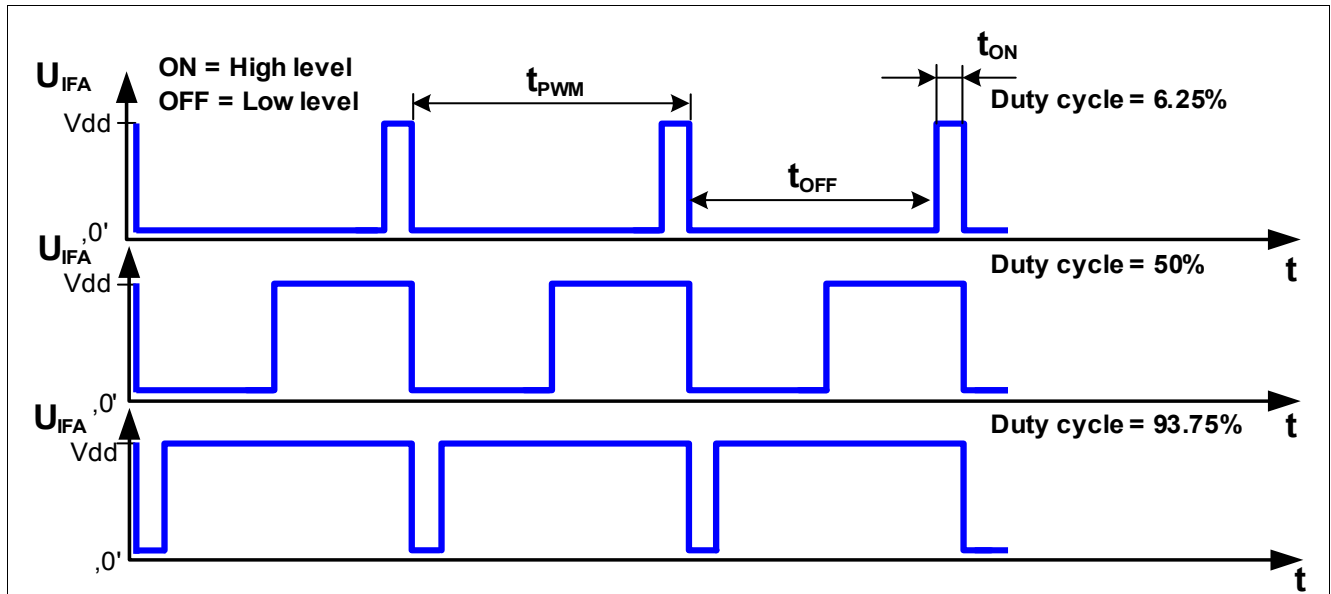 U_IFA
ON = High level
OFF = Low level
t_PWM
t_ON
Duty cycle = 6.25%
Vdd
t_OFF
,0'
t
U_IFA
Vdd
Duty cycle = 50%
,0'
t
U_IFA
Vdd
Duty cycle = 93.75%
,0'
t